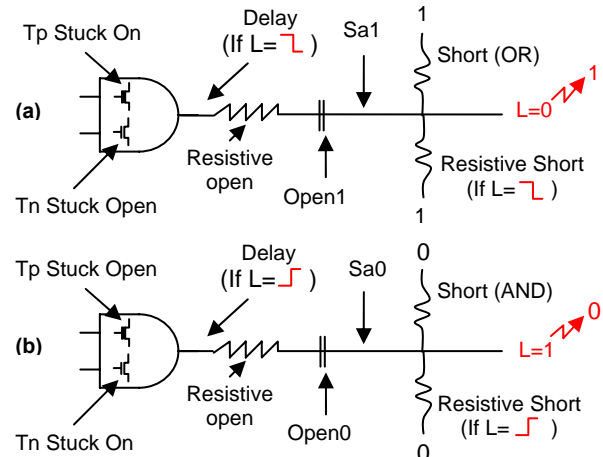 Tp Stuck On
Delay
(If L= )
Sa1
1
Short (OR)
(a)
L=0
1
Resistive
open
Open1
Resistive Short
(If L= )
Tn Stuck Open
1
Tp Stuck Open
Delay
(If L= )
Sa0
0
Short (AND)
(b)
L=1
0
Resistive
open
Open0
Resistive Short
(If L= )
Tn Stuck On
0